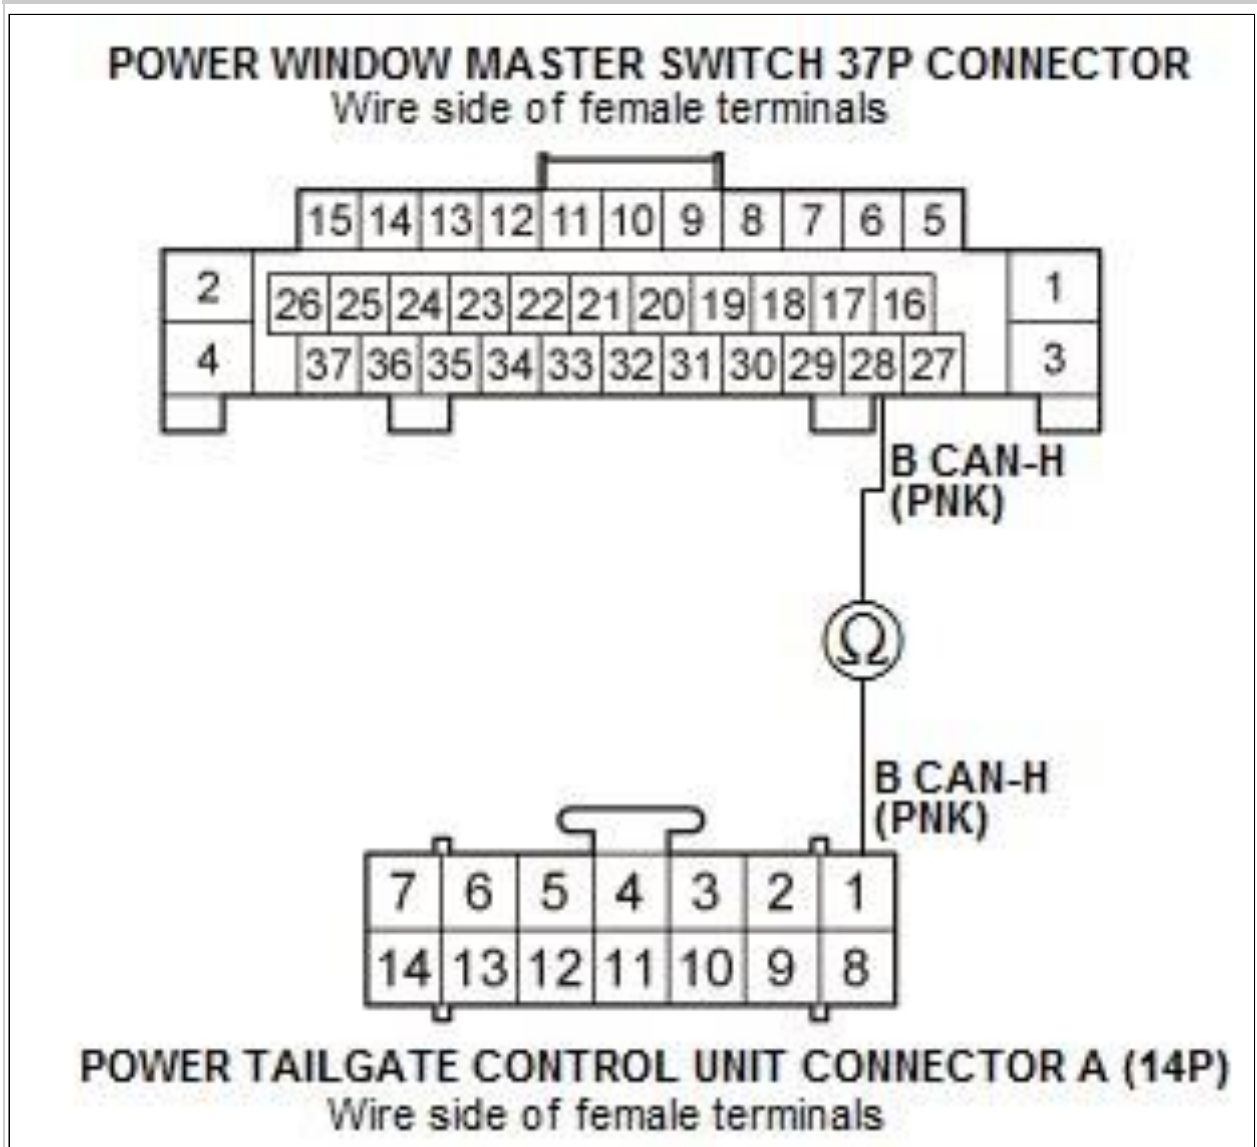 POWER WINDOW MASTER SWITCH 37P CONNECTOR
Wire side of female terminals
15 14 13 12 11 10 9 8 7 6 5
2 1
26 25 24 23 22 21 20 19 18 17 16
4 3
37 36 35 34 33 32 31 30 29 28 27
B CAN-H
(PNK)
Ω
B CAN-H
(PNK)
7 6 5 4 3 2 1
14 13 12 11 10 9 8
POWER TAILGATE CONTROL UNIT CONNECTOR A (14P)
Wire side of female terminals